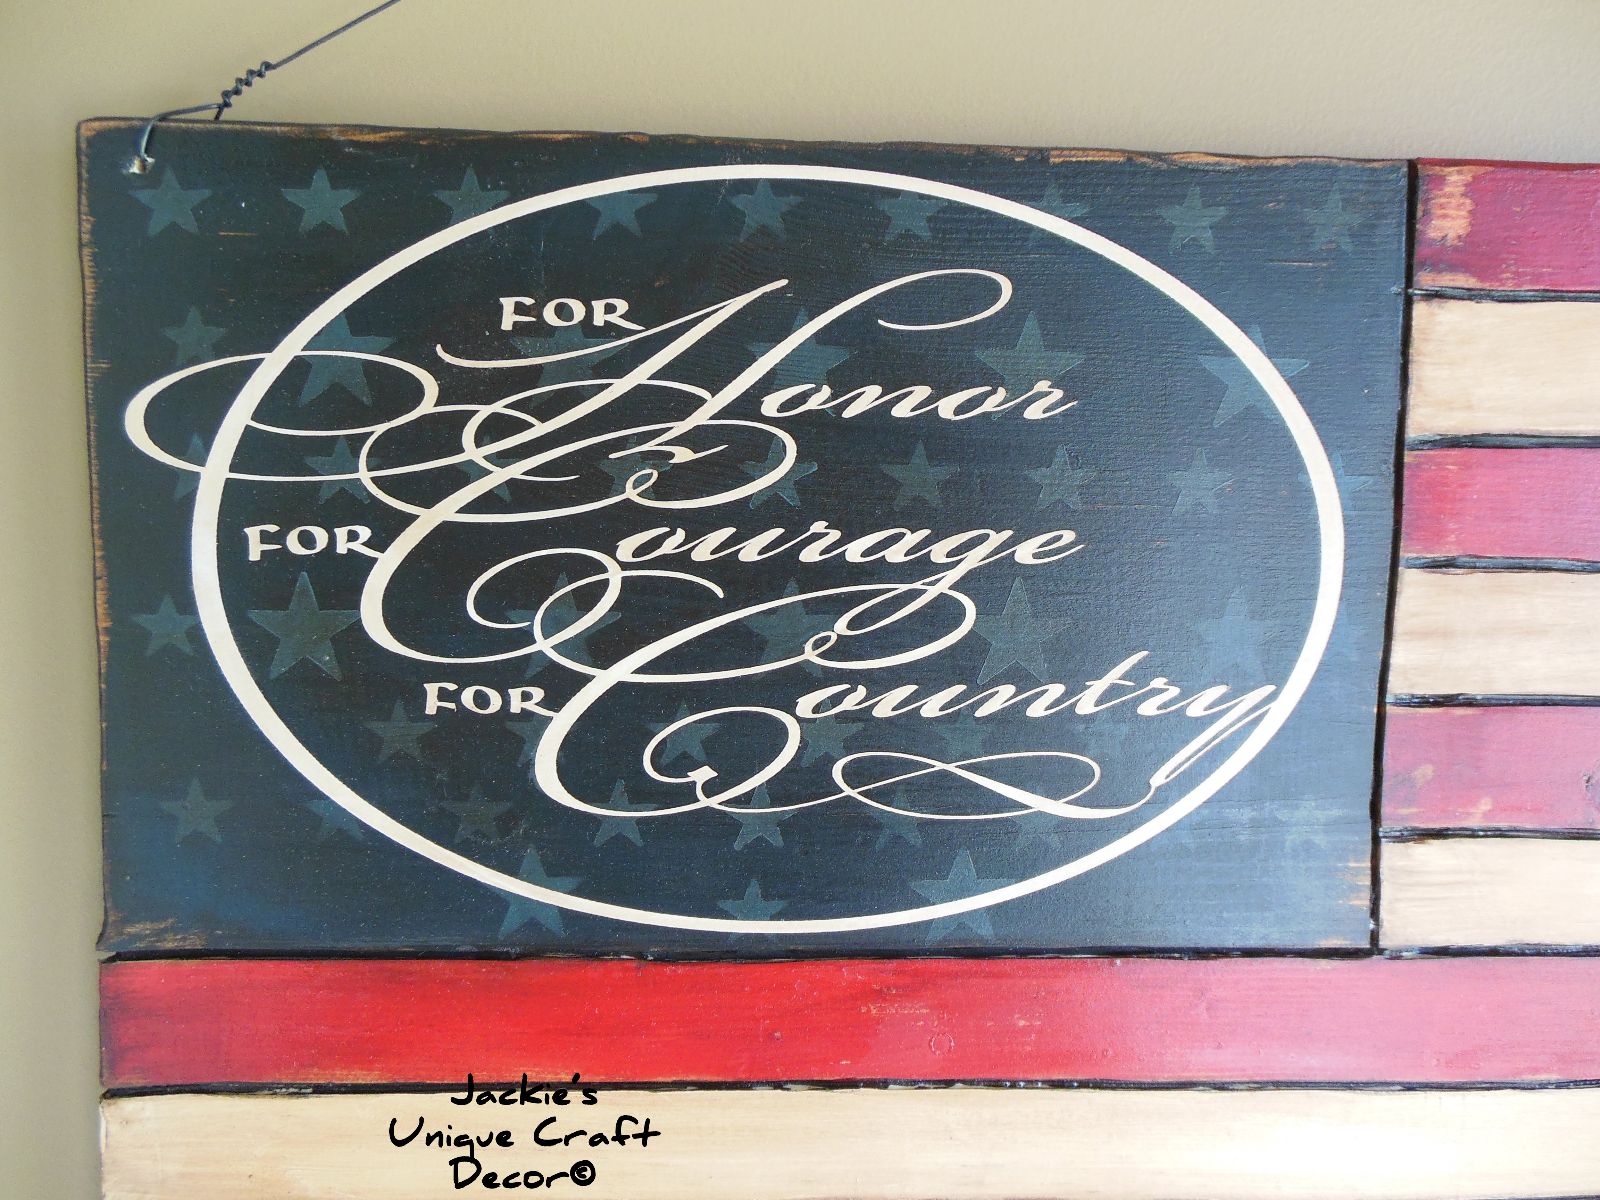 FOR Honor
FOR Courage
FOR Country
Jackie's
Unique Craft
Decor©